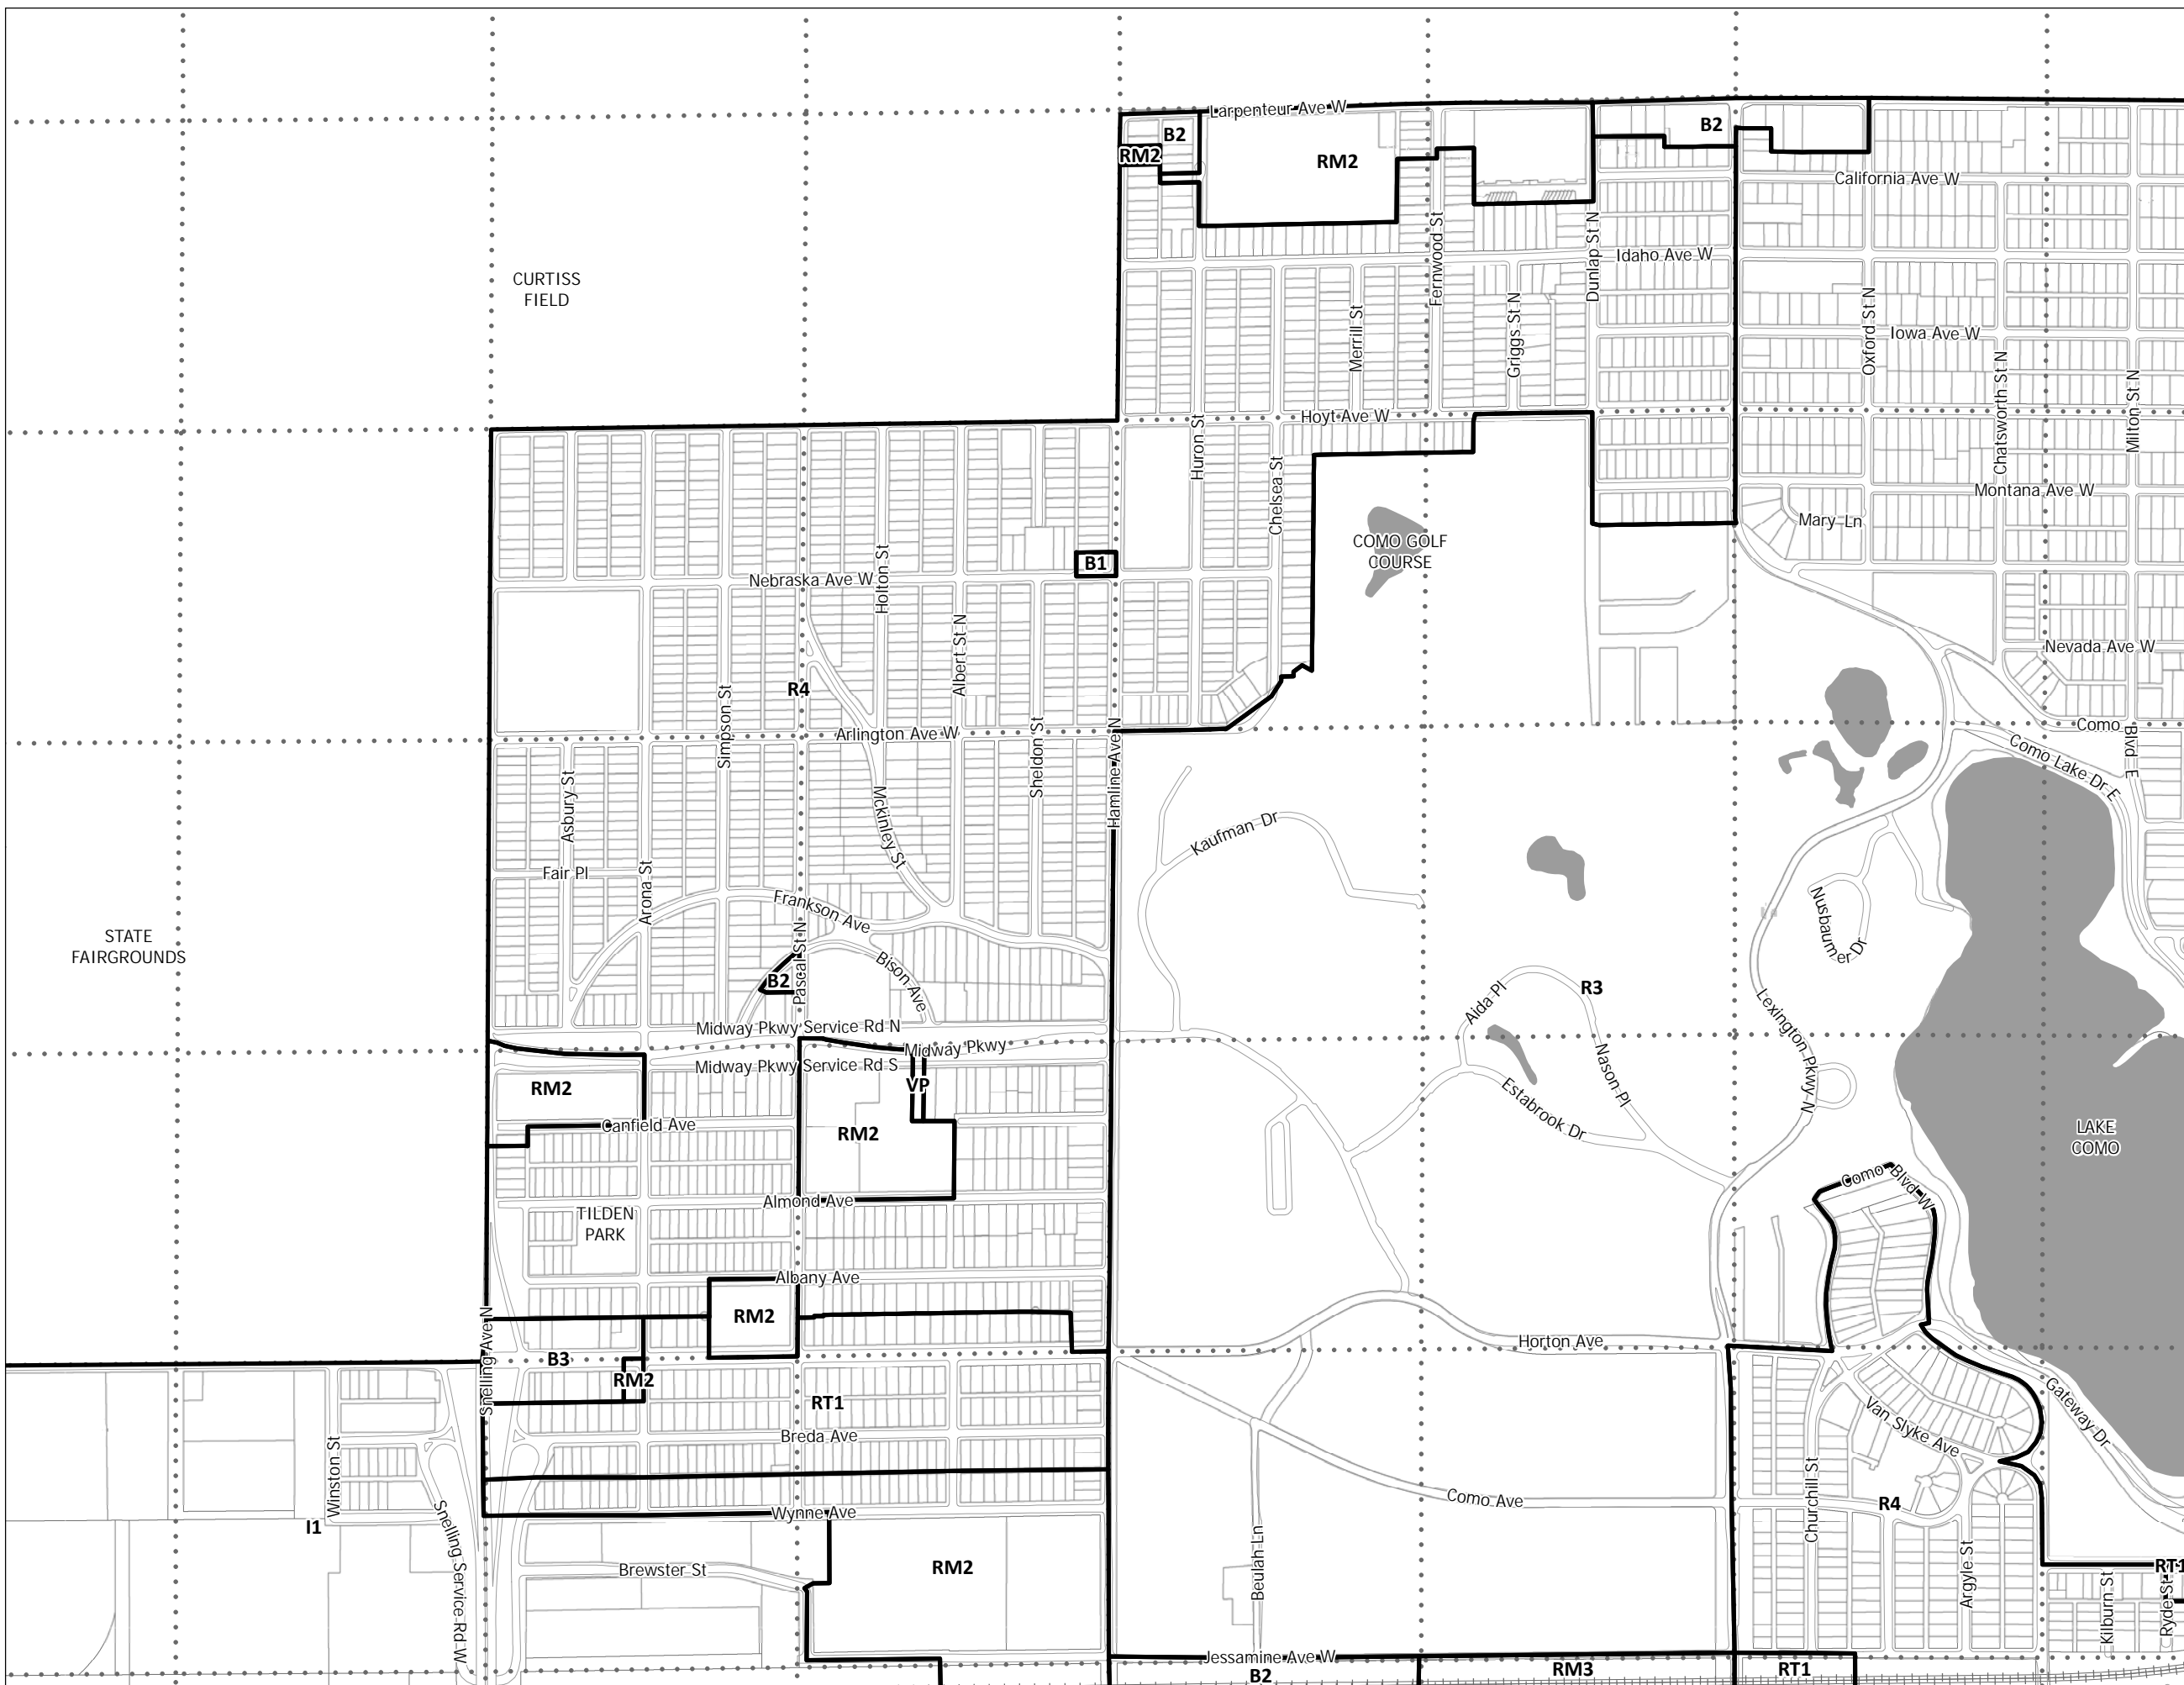 Larpenteur Ave W
B2
RM2
RM2
B2
California Ave W
Fernwood St
Dunlap St N
Idaho Ave W
CURTISS
FIELD
Merrill St
Griggs St N
Oxford St N
Iowa Ave W
Chatsworth St N
Milton St N
Hoyt Ave W
Huron St
Chelsea St
Montana Ave W
Mary Ln
COMO GOLF
COURSE
B1
Nebraska Ave W
Holton St
Albert St N
Nevada Ave W
R4
Simpson St
Arlington Ave W
Sheldon St
Hamline Ave N
Como
Blvd E
Como Lake Dr E
Asbury St
Mckinley St
Kaufman Dr
Fair Pl
Arona St
Frankson Ave
Nusbaumer Dr
STATE
FAIRGROUNDS
Pascal St N
Bison Ave
B2
R3
Aida Pl
Lexington Pkwy N
Midway Pkwy Service Rd N
Midway Pkwy
Midway Pkwy Service Rd S
VP
RM2
Nason Pl
Estabrook Dr
Canfield Ave
RM2
LAKE
COMO
Como Blvd W
Almond Ave
TILDEN
PARK
Albany Ave
RM2
Horton Ave
Snelling Ave N
B3
RM2
RT1
Gateway Dr
Van Slyke Ave
Breda Ave
Winston St
Churchill St
Como Ave
R4
Wynne Ave
I1
Snelling Service Rd W
Brewster St
RM2
Beulah Ln
Argyle St
RT1
Kilburn St
Ryde St
Jessamine Ave W
B2
RM3
RT1